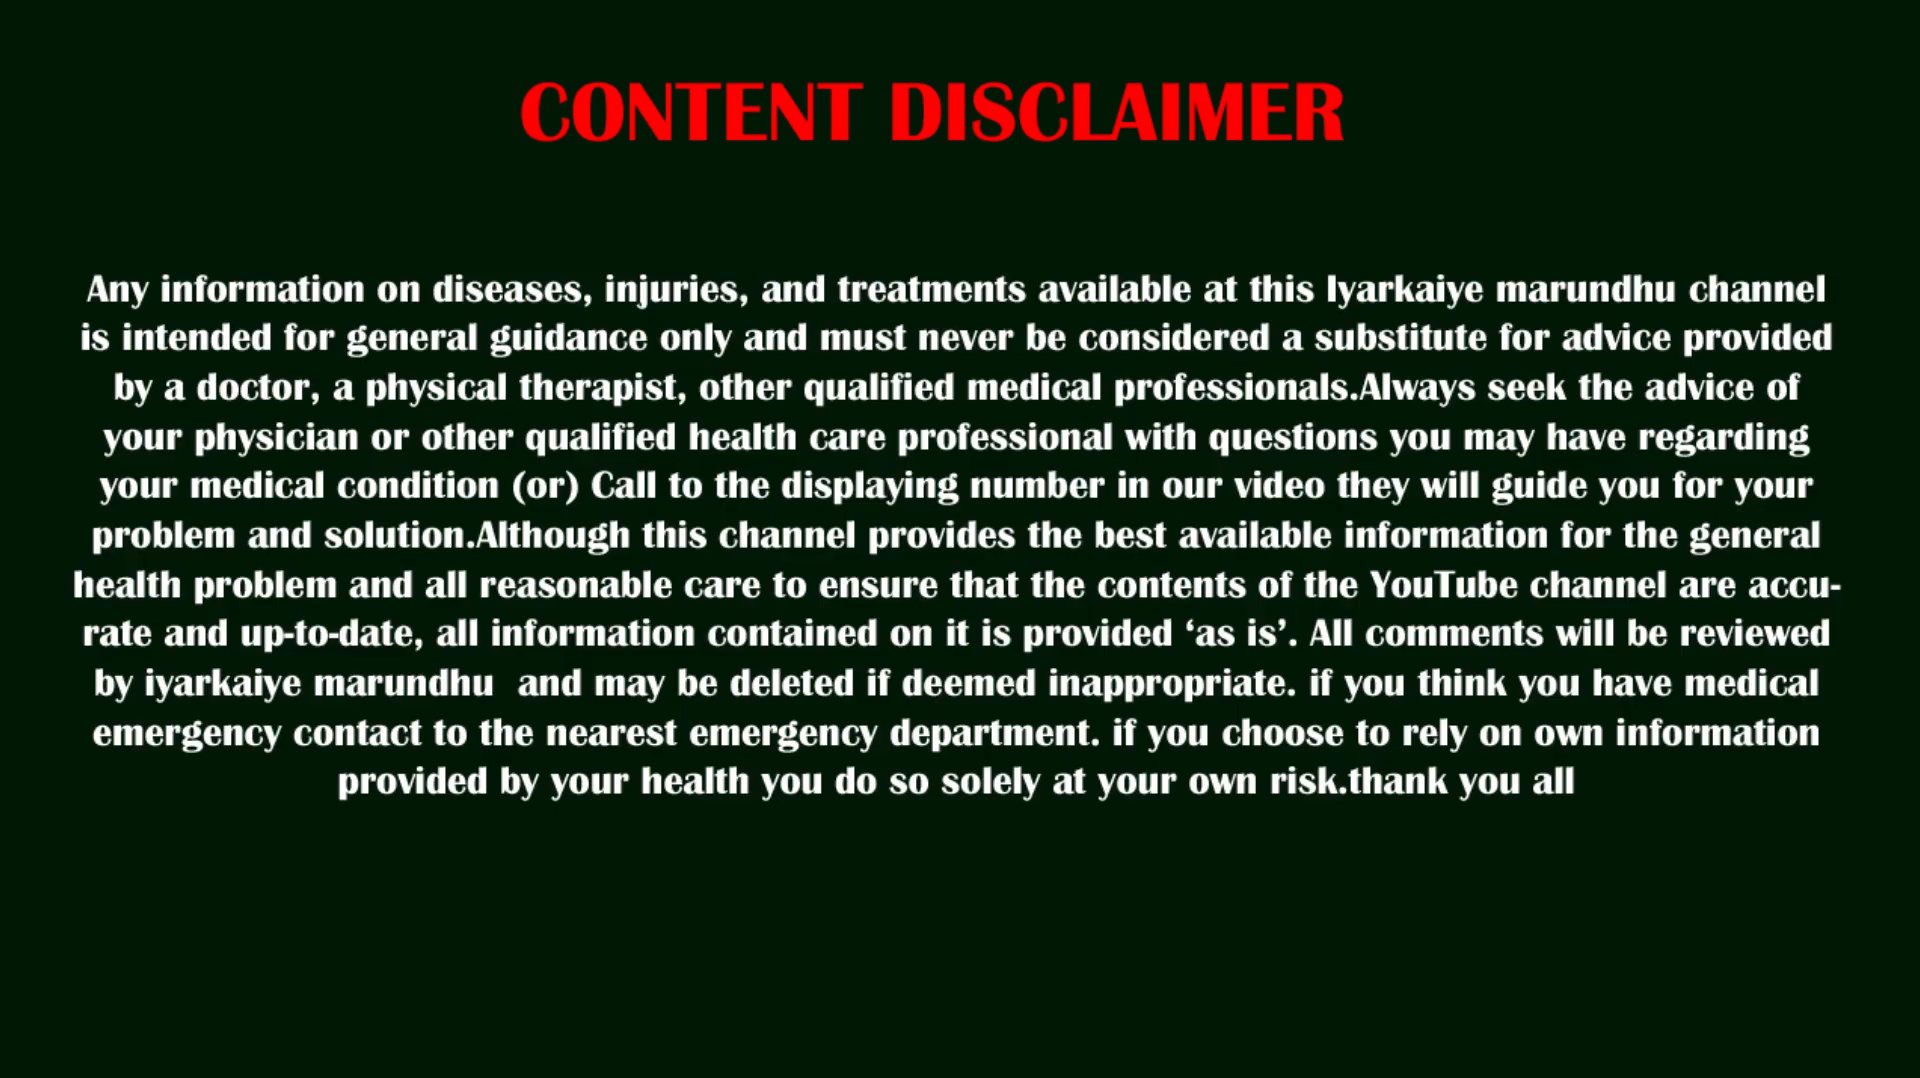 CONTENT DISCLAIMER
Any information on diseases, injuries, and treatments available at this Iyarkaiye marundhu channel
is intended for general guidance only and must never be considered a substitute for advice provided
by a doctor, a physical therapist, other qualified medical professionals.Always seek the advice of
your physician or other qualified health care professional with questions you may have regarding
your medical condition (or) Call to the displaying number in our video they will guide you for your
problem and solution.Although this channel provides the best available information for the general
health problem and all reasonable care to ensure that the contents of the YouTube channel are accu-
rate and up-to-date, all information contained on it is provided ‘as is’. All comments will be reviewed
by iyarkaiye marundhu  and may be deleted if deemed inappropriate. if you think you have medical
emergency contact to the nearest emergency department. if you choose to rely on own information
provided by your health you do so solely at your own risk.thank you all